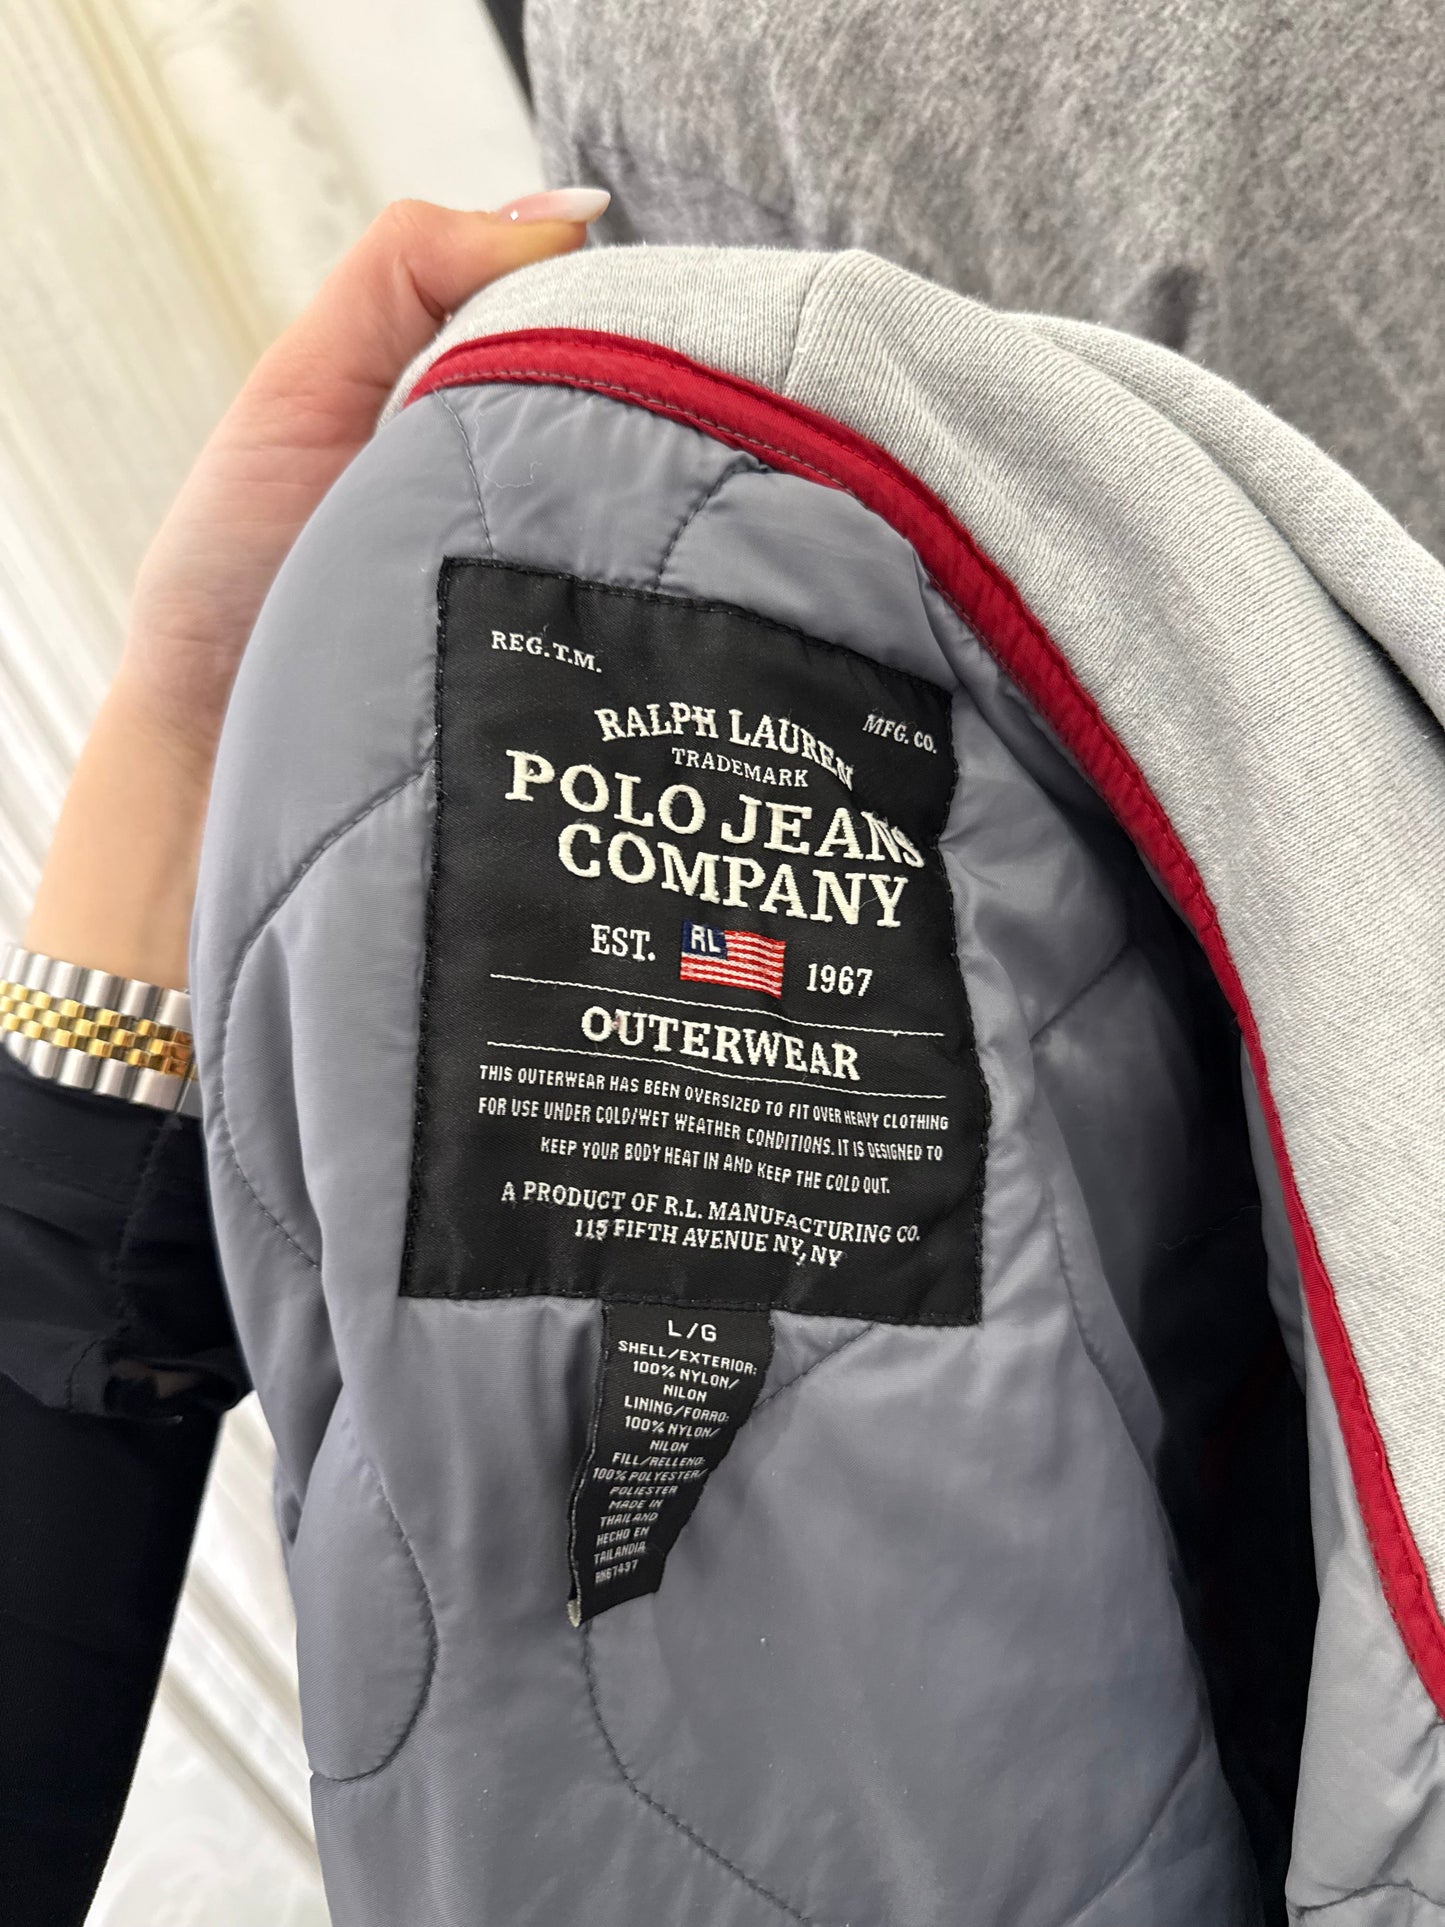 REG. T.M.
MFG. CO.
RALPH LAUREN
TRADEMARK
POLO JEANS
COMPANY
EST. RL 1967
OUTERWEAR
THIS OUTERWEAR HAS BEEN OVERSIZED TO FIT OVER HEAVY CLOTHING
FOR USE UNDER COLD/WET WEATHER CONDITIONS. IT IS DESIGNED TO
KEEP YOUR BODY HEAT IN AND KEEP THE COLD OUT.
A PRODUCT OF R.L. MANUFACTURING CO.
115 FIFTH AVENUE NY, NY
L/G
SHELL/EXTERIOR:
100% NYLON/
NILON
LINING/FORRO:
100% NYLON/
NILON
FILL/RELLENO:
100% POLYESTER/
POLIESTER
MADE IN
THAILAND
HECHO EN
TAILANDIA